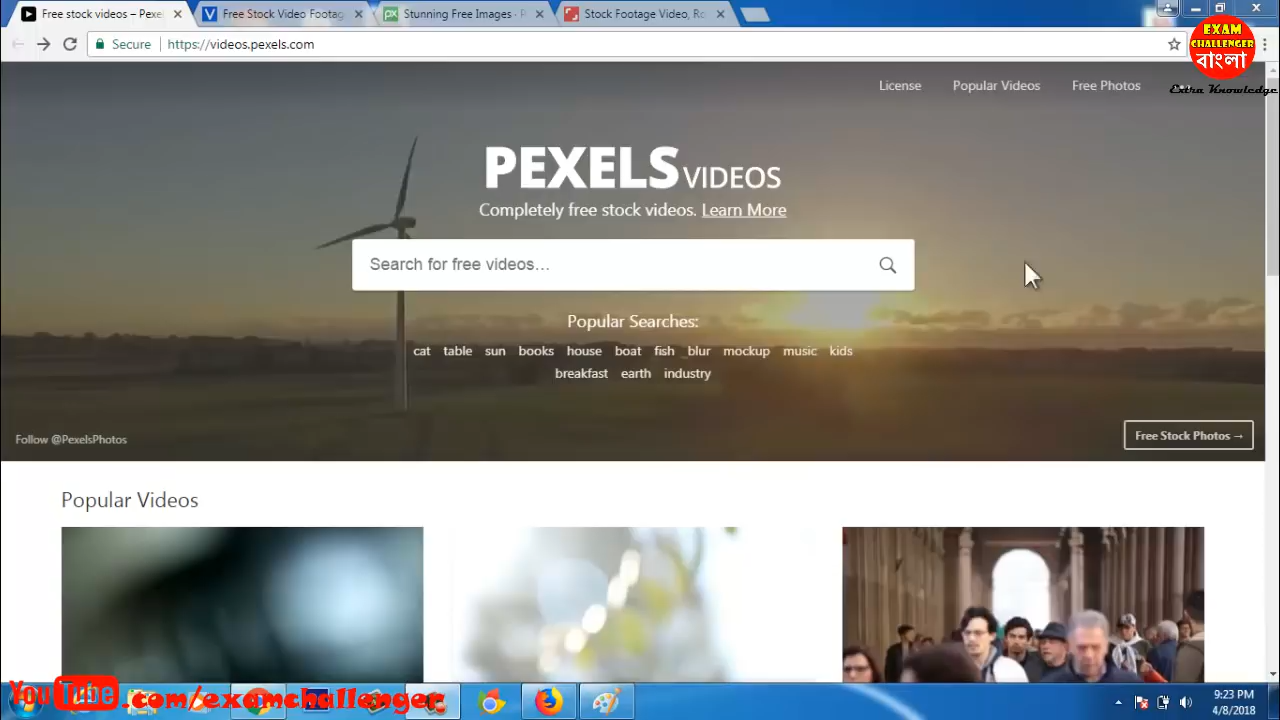 Free stock videos – Pexe
Free Stock Video Footag
Stunning Free Images · P
Stock Footage Video, Ro
Secure
https://videos.pexels.com
EXAM
CHALLENGER
বাংলা
Extra Knowledge
License
Popular Videos
Free Photos
PEXELS VIDEOS
Completely free stock videos. Learn More
Search for free videos...
Popular Searches:
cat table sun books house boat fish blur mockup music kids
breakfast earth industry
Follow @PexelsPhotos
Free Stock Photos →
Popular Videos
YouTube.com/examchallenger
9:23 PM
4/8/2018